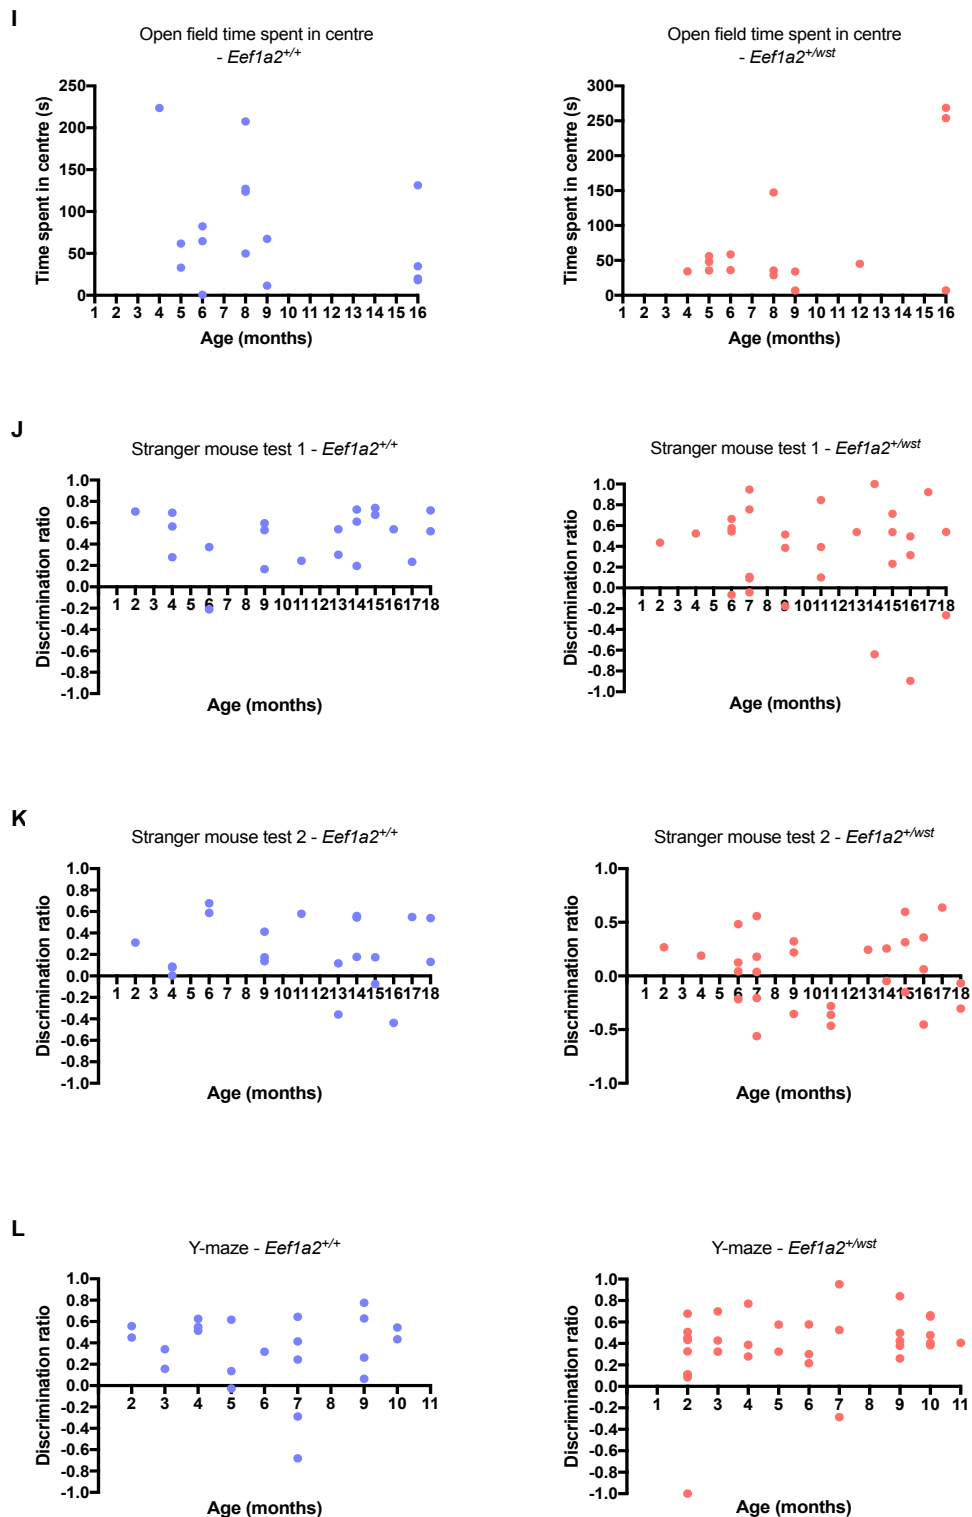 I
Open field time spent in centre
- Eef1a2+/+
Time spent in centre (s)
250
200
150
100
50
0
1 2 3 4 5 6 7 8 9 10 11 12 13 14 15 16
Age (months)
Open field time spent in centre
- Eef1a2+/wst
Time spent in centre (s)
300
250
200
150
100
50
0
1 2 3 4 5 6 7 8 9 10 11 12 13 14 15 16
Age (months)
J
Stranger mouse test 1 - Eef1a2+/+
Discrimination ratio
1.0
0.8
0.6
0.4
0.2
0.0
-0.2
-0.4
-0.6
-0.8
-1.0
1 2 3 4 5 6 7 8 9 10 11 12 13 14 15 16 17 18
Age (months)
Stranger mouse test 1 - Eef1a2+/wst
Discrimination ratio
1.0
0.8
0.6
0.4
0.2
0.0
-0.2
-0.4
-0.6
-0.8
-1.0
1 2 3 4 5 6 7 8 9 10 11 12 13 14 15 16 17 18
Age (months)
K
Stranger mouse test 2 - Eef1a2+/+
Discrimination ratio
1.0
0.8
0.6
0.4
0.2
0.0
-0.2
-0.4
-0.6
-0.8
-1.0
1 2 3 4 5 6 7 8 9 10 11 12 13 14 15 16 17 18
Age (months)
Stranger mouse test 2 - Eef1a2+/wst
Discrimination ratio
1.0
0.5
0.0
-0.5
-1.0
1 2 3 4 5 6 7 8 9 10 11 12 13 14 15 16 17 18
Age (months)
L
Y-maze - Eef1a2+/+
Discrimination ratio
1.0
0.8
0.6
0.4
0.2
0.0
-0.2
-0.4
-0.6
-0.8
-1.0
2 3 4 5 6 7 8 9 10 11
Age (months)
Y-maze - Eef1a2+/wst
Discrimination ratio
1.0
0.8
0.6
0.4
0.2
0.0
-0.2
-0.4
-0.6
-0.8
-1.0
1 2 3 4 5 6 7 8 9 10 11
Age (months)